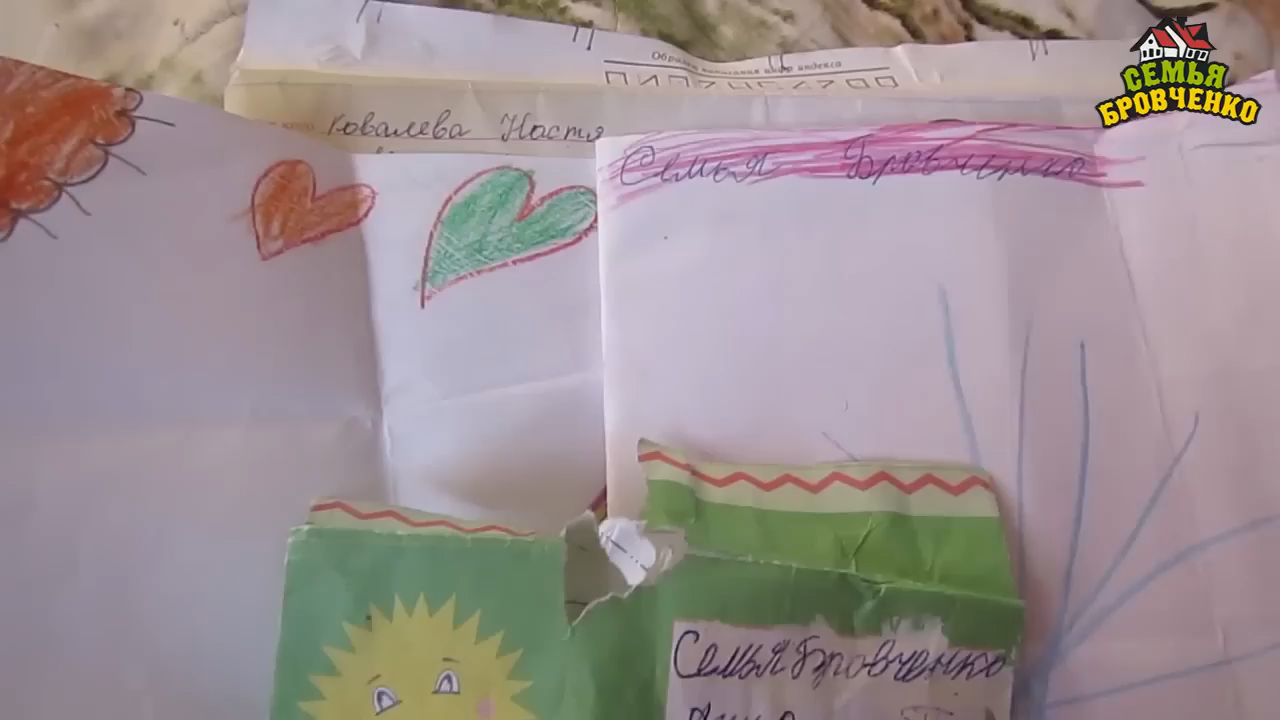 СЕМЬЯ
БРОВЧЕНКО
Образец написания цифр индекса
Ковалева Настя
Семья Бровченко
Семья Бровченко